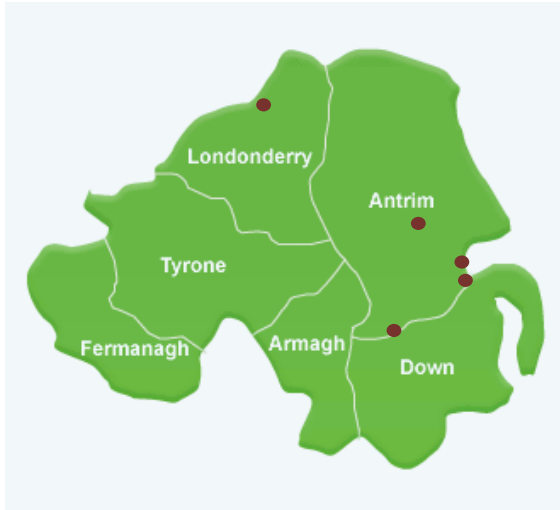 Londonderry
Antrim
Tyrone
Fermanagh
Armagh
Down